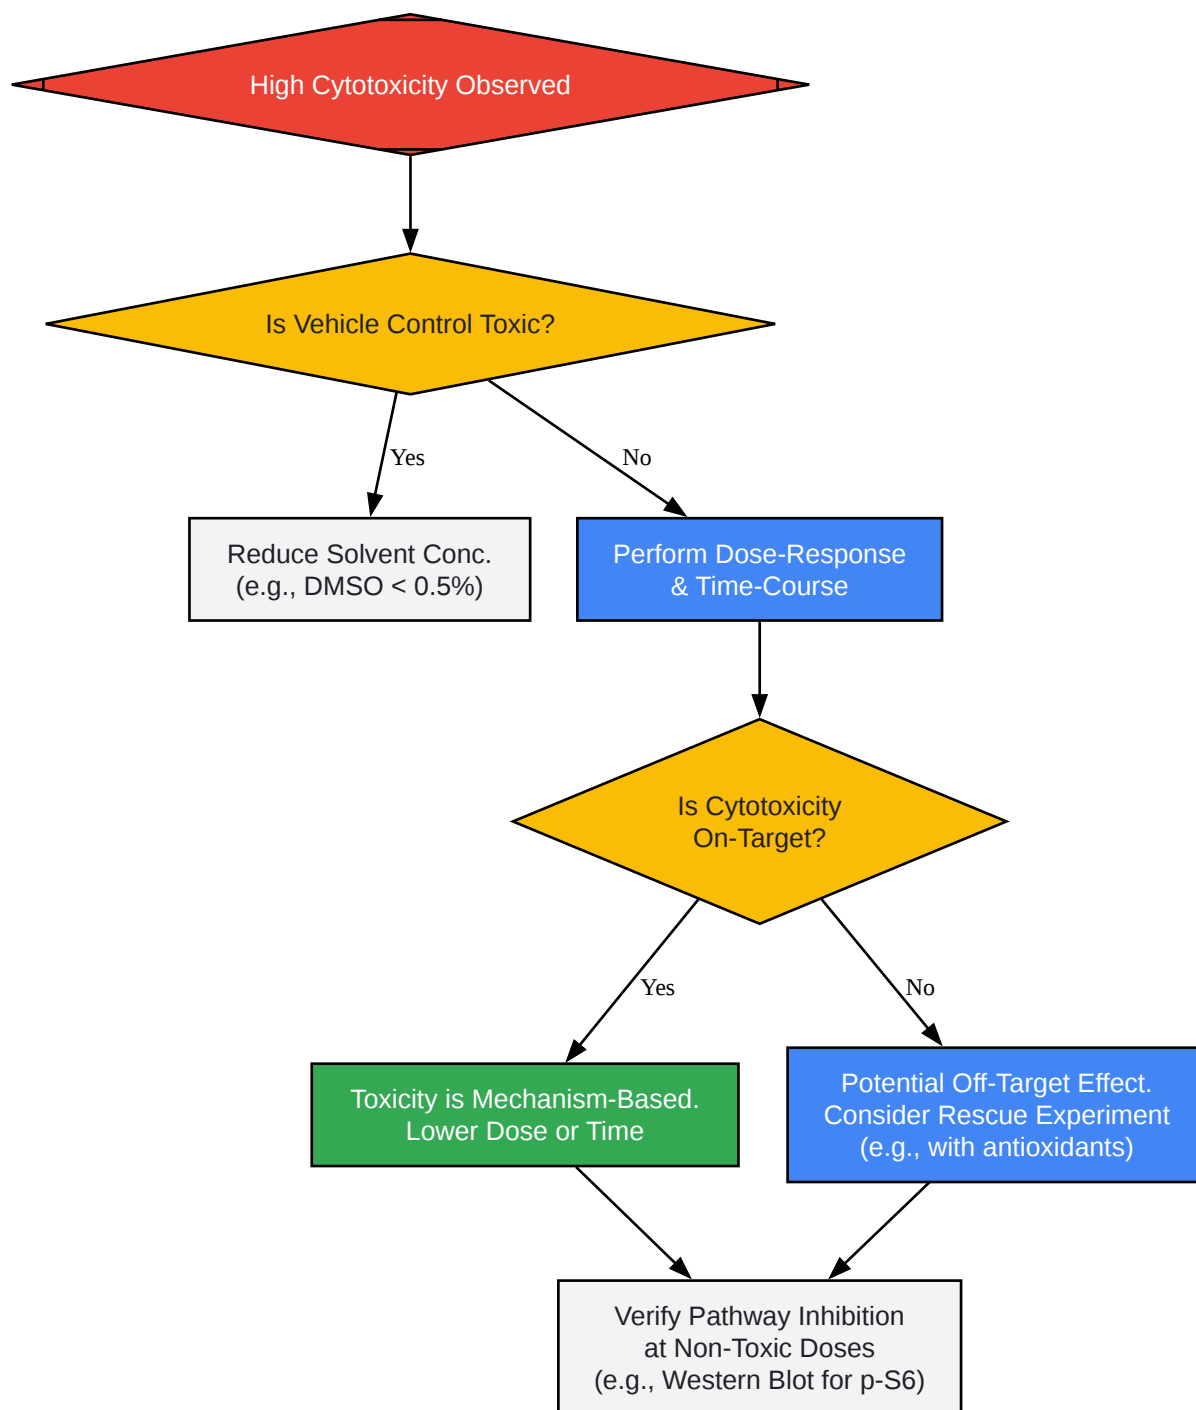 High Cytotoxicity Observed
Is Vehicle Control Toxic?
Yes
No
Reduce Solvent Conc.
(e.g., DMSO < 0.5%)
Perform Dose-Response
& Time-Course
Is Cytotoxicity
On-Target?
Yes
No
Toxicity is Mechanism-Based.
Lower Dose or Time
Potential Off-Target Effect.
Consider Rescue Experiment
(e.g., with antioxidants)
Verify Pathway Inhibition
at Non-Toxic Doses
(e.g., Western Blot for p-S6)